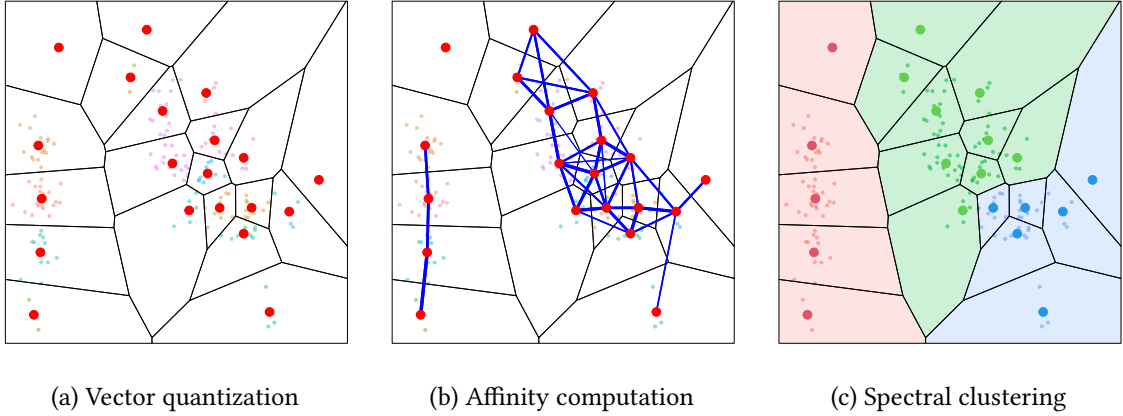 (a) Vector quantization
(b) Affinity computation
(c) Spectral clustering